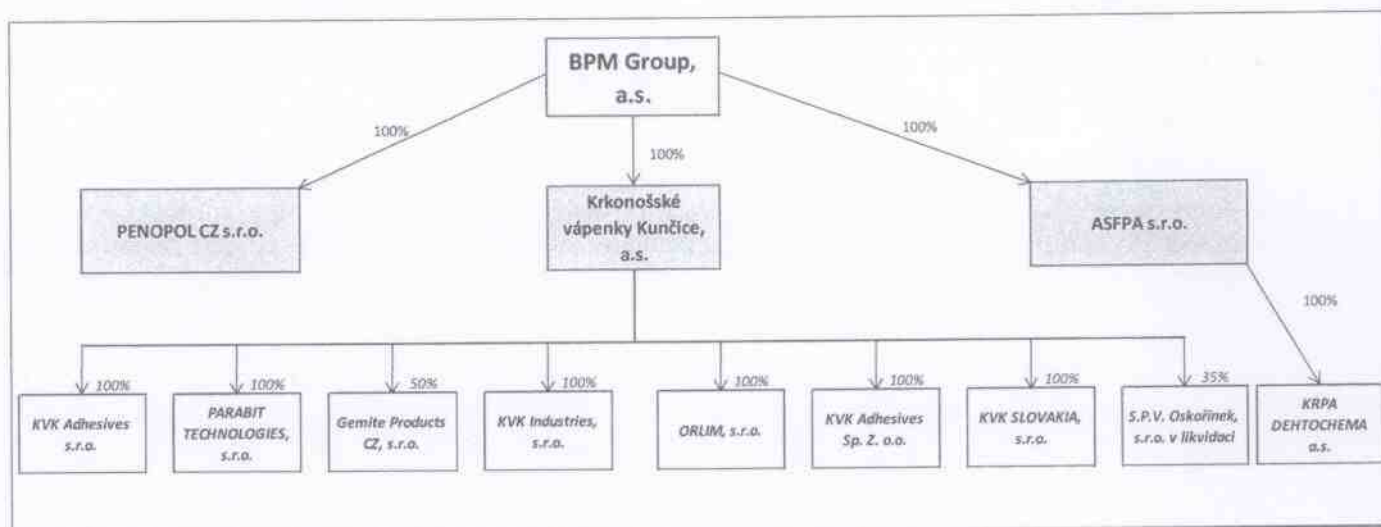 BPM Group,
a.s.
100%
100%
100%
PENOPOL CZ s.r.o.
Krkonošské
vápenky Kunčice,
a.s.
ASFPA s.r.o.
100%
100%
100%
50%
100%
100%
100%
100%
35%
KVK Adhesives
s.r.o.
PARABIT
TECHNOLOGIES,
s.r.o.
Gemite Products
CZ, s.r.o.
KVK Industries,
s.r.o.
ORLIM, s.r.o.
KVK Adhesives
Sp. Z. o.o.
KVK SLOVAKIA,
s.r.o.
S.P.V. Oskořínek,
s.r.o. v likvidaci
KRPA
DEHTOCHEMA
a.s.